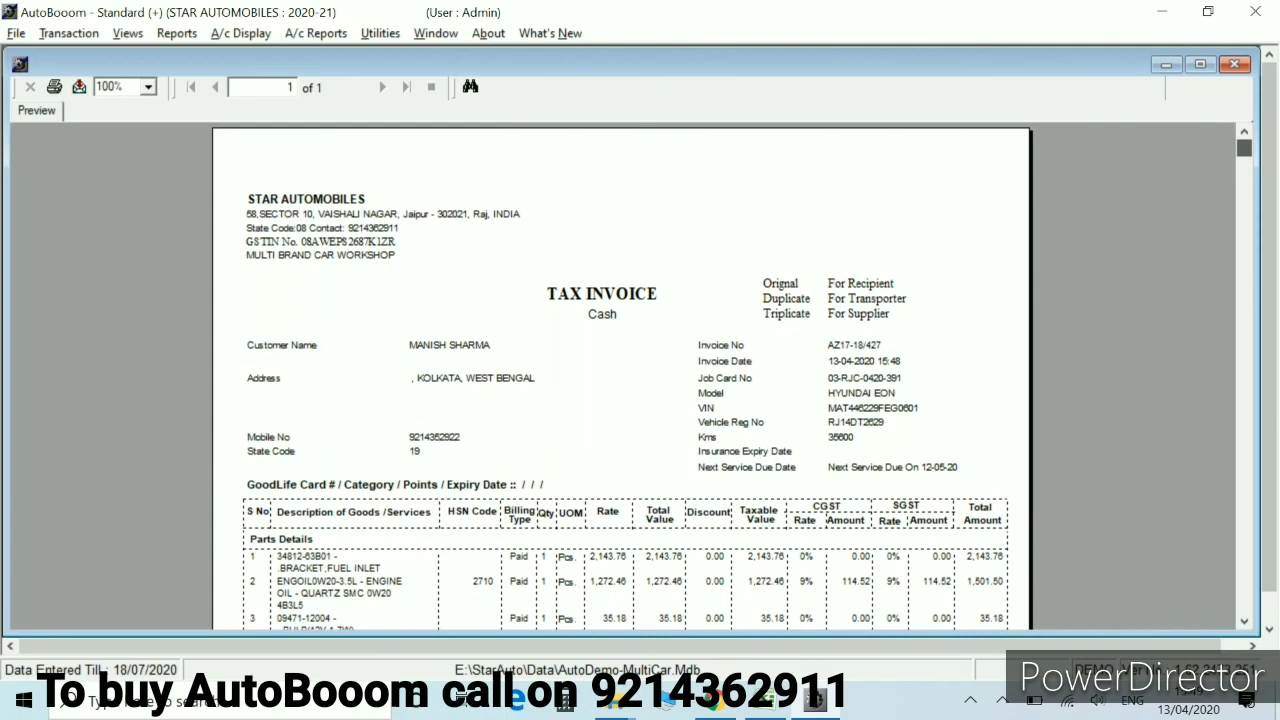 AutoBooom - Standard (+) (STAR AUTOMOBILES : 2020-21) (User : Admin)
File Transaction Views Reports A/c Display A/c Reports Utilities Window About What's New
100% 1 of 1
Preview
STAR AUTOMOBILES
58,SECTOR 10, VAISHALI NAGAR, Jaipur - 302021, Raj, INDIA
State Code:08 Contact: 9214362911
GSTIN No. 08AWEPS2687K1ZR
MULTI BRAND CAR WORKSHOP
TAX INVOICE
Cash
Orignal For Recipient
Duplicate For Transporter
Triplicate For Supplier
Customer Name MANISH SHARMA Invoice No AZ17-18/427
Invoice Date 13-04-2020 15:48
Address , KOLKATA, WEST BENGAL Job Card No 03-RJC-0420-391
Model HYUNDAI EON
VIN MAT446229FEG0601
Vehicle Reg No RJ14DT2629
Mobile No 9214352922 Kms 35600
State Code 19 Insurance Expiry Date
Next Service Due Date Next Service Due On 12-05-20
GoodLife Card # / Category / Points / Expiry Date :: / / /
S No Description of Goods /Services HSN Code Billing Type Qty UOM Rate Total Value Discount Taxable Value CGST Rate Amount SGST Rate Amount Total Amount
Parts Details
1 34812-63B01 - Paid 1 Pcs. 2,143.76 2,143.76 0.00 2,143.76 0% 0.00 0% 0.00 2,143.76
.BRACKET,FUEL INLET
2 ENGOIL0W20-3.5L - ENGINE 2710 Paid 1 Pcs. 1,272.46 1,272.46 0.00 1,272.46 9% 114.52 9% 114.52 1,501.50
OIL - QUARTZ SMC 0W20
4B3L5
3 09471-12004 - Paid 1 Pcs. 35.18 35.18 0.00 35.18 0% 0.00 0% 0.00 35.18
Data Entered Till : 18/07/2020 E:\StarAuto\Data\AutoDemo-MultiCar.Mdb DEMO
To buy AutoBooom call on 9214362911
PowerDirector
ENG
13/04/2020